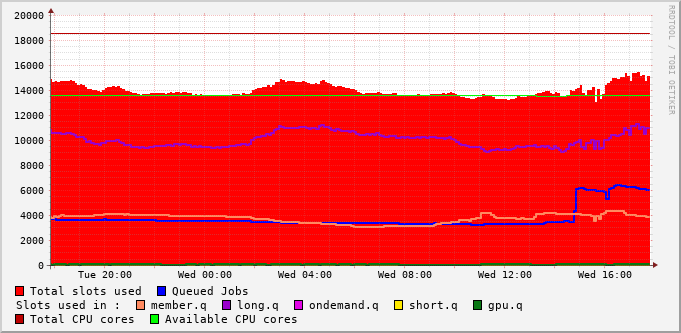 20000
18000
16000
14000
12000
10000
8000
6000
4000
2000
0
Tue 20:00 Wed 00:00 Wed 04:00 Wed 08:00 Wed 12:00 Wed 16:00
Total slots used Queued Jobs
Slots used in : member.q long.q ondemand.q short.q gpu.q
Total CPU cores Available CPU cores
RRDTOOL / TOBI OETIKER